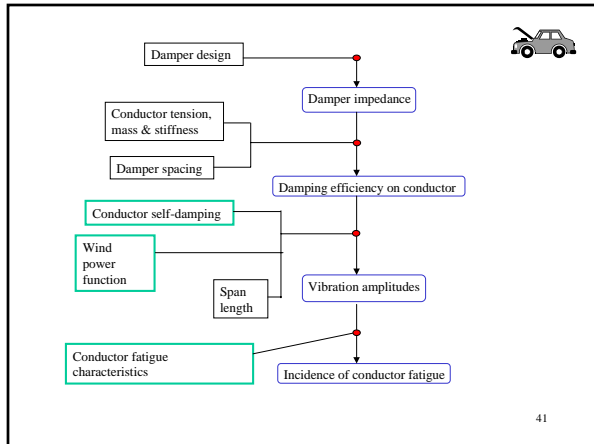 Damper design
Damper impedance
Conductor tension,
mass & stiffness
Damper spacing
Damping efficiency on conductor
Conductor self-damping
Wind
power
function
Span
length
Vibration amplitudes
Conductor fatigue
characteristics
Incidence of conductor fatigue
41